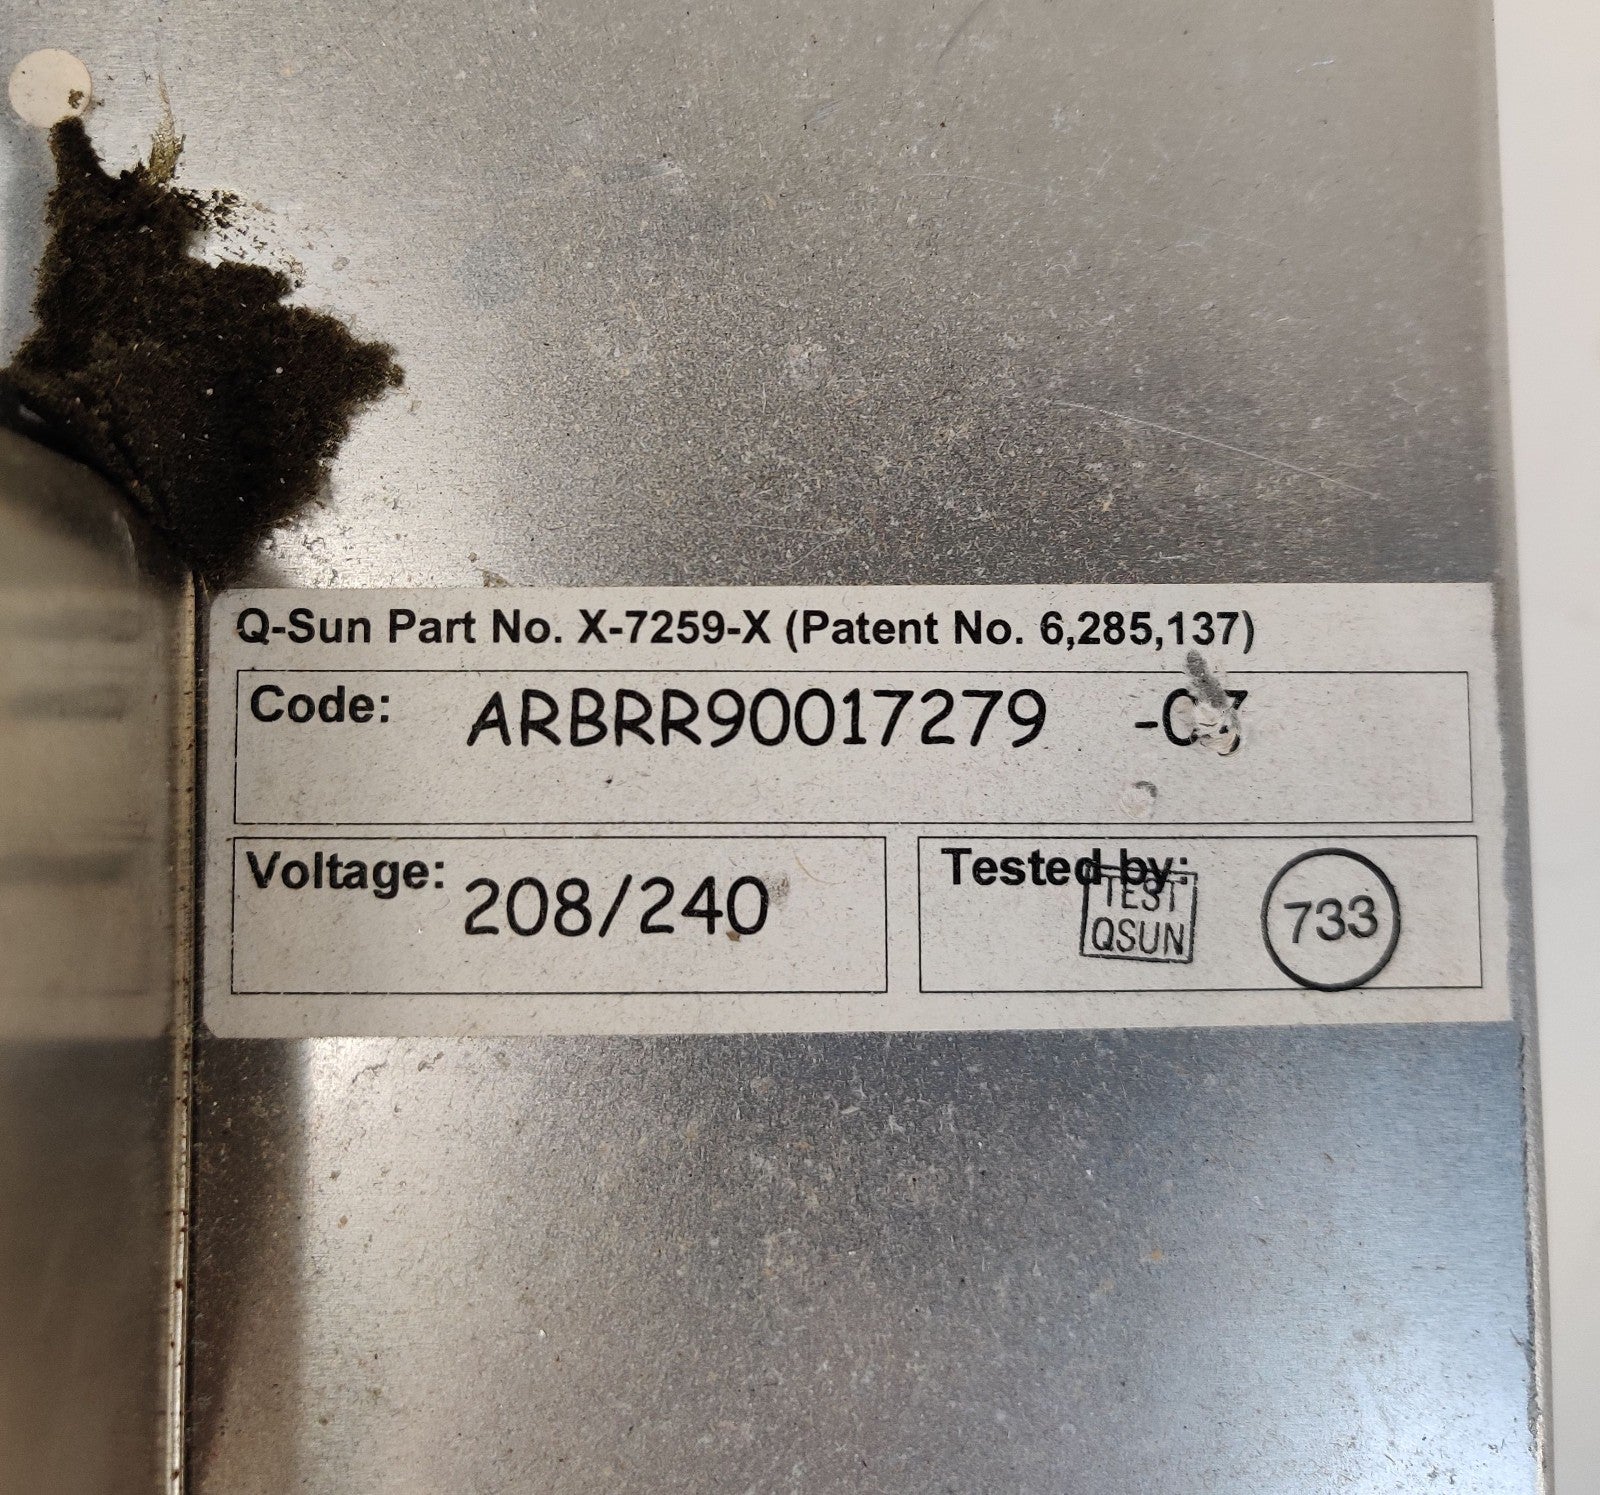 Q-Sun Part No. X-7259-X (Patent No. 6,285,137)
Code: ARBRR90017279
Voltage: 208/240
Tested by:
TEST
QSUN
733